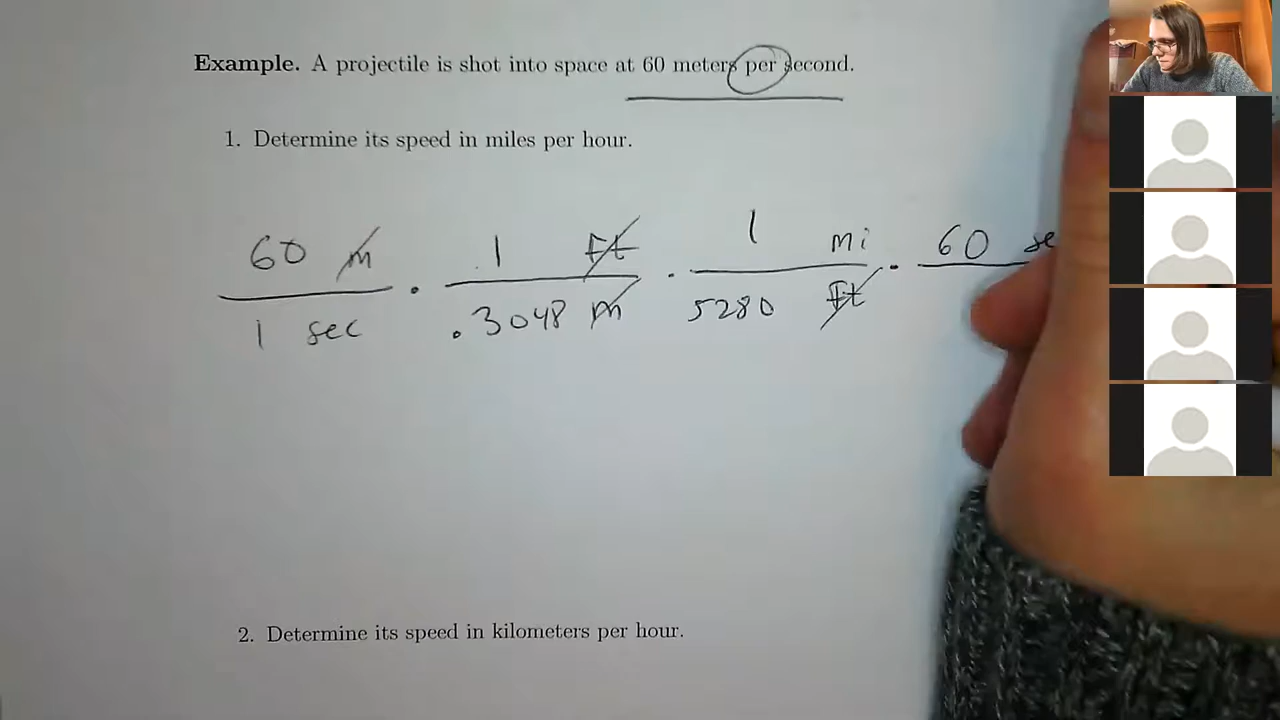 Example. A projectile is shot into space at 60 meters per second.
1. Determine its speed in miles per hour.
60 m / 1 sec · 1 ft / .3048 m · 1 mi / 5280 ft · 60 se
2. Determine its speed in kilometers per hour.